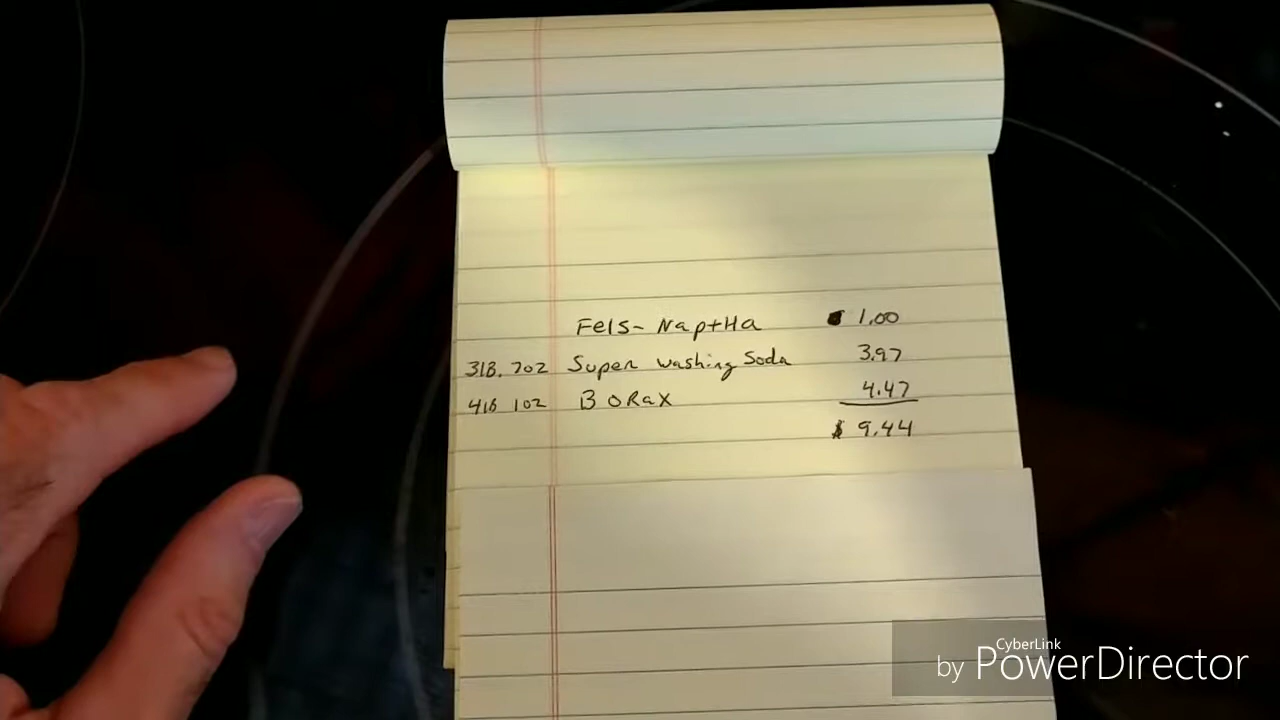 Fels-Naptha 1.00
3lB. 7oz Super washing Soda 3.97
4lB 12oz BoRax 4.47
$ 9.44
CyberLink
by PowerDirector